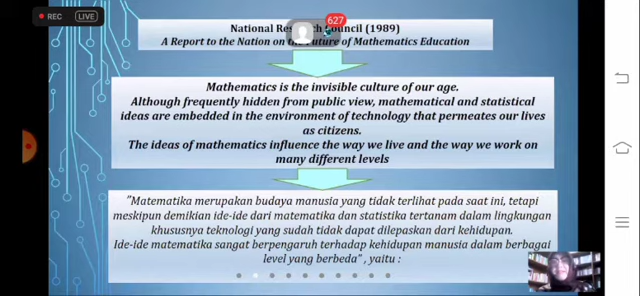 REC
LIVE
627
National Research Council (1989)
A Report to the Nation on the Future of Mathematics Education
Mathematics is the invisible culture of our age.
Although frequently hidden from public view, mathematical and statistical
ideas are embedded in the environment of technology that permeates our lives
as citizens.
The ideas of mathematics influence the way we live and the way we work on
many different levels
"Matematika merupakan budaya manusia yang tidak terlihat pada saat ini, tetapi
meskipun demikian ide-ide dari matematika dan statistika tertanam dalam lingkungan
khususnya teknologi yang sudah tidak dapat dilepaskan dari kehidupan.
Ide-ide matematika sangat berpengaruh terhadap kehidupan manusia dalam berbagai
level yang berbeda", yaitu :